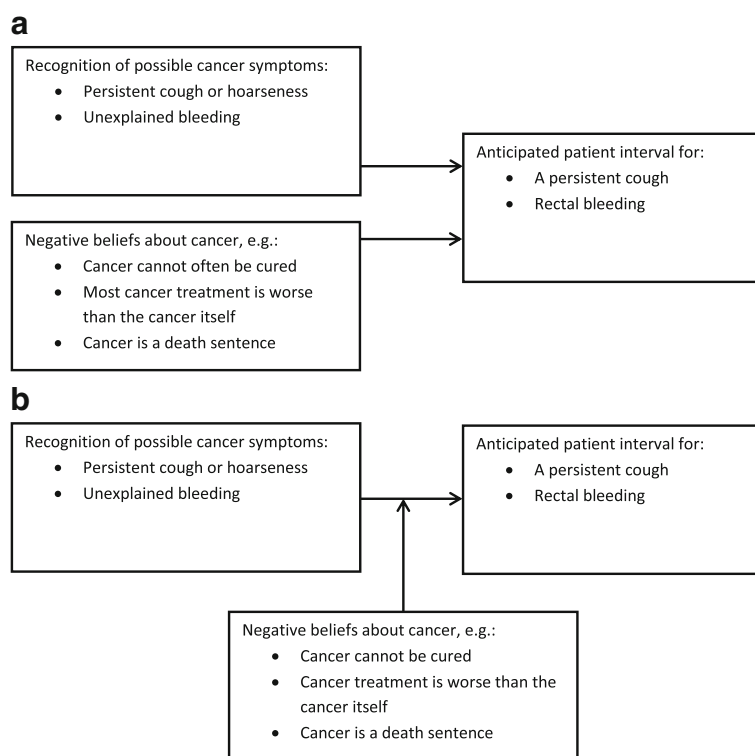 a
Recognition of possible cancer symptoms:
• Persistent cough or hoarseness
• Unexplained bleeding
Anticipated patient interval for:
• A persistent cough
• Rectal bleeding
Negative beliefs about cancer, e.g.:
• Cancer cannot often be cured
• Most cancer treatment is worse
than the cancer itself
• Cancer is a death sentence
b
Recognition of possible cancer symptoms:
• Persistent cough or hoarseness
• Unexplained bleeding
Anticipated patient interval for:
• A persistent cough
• Rectal bleeding
Negative beliefs about cancer, e.g.:
• Cancer cannot be cured
• Cancer treatment is worse than the
cancer itself
• Cancer is a death sentence